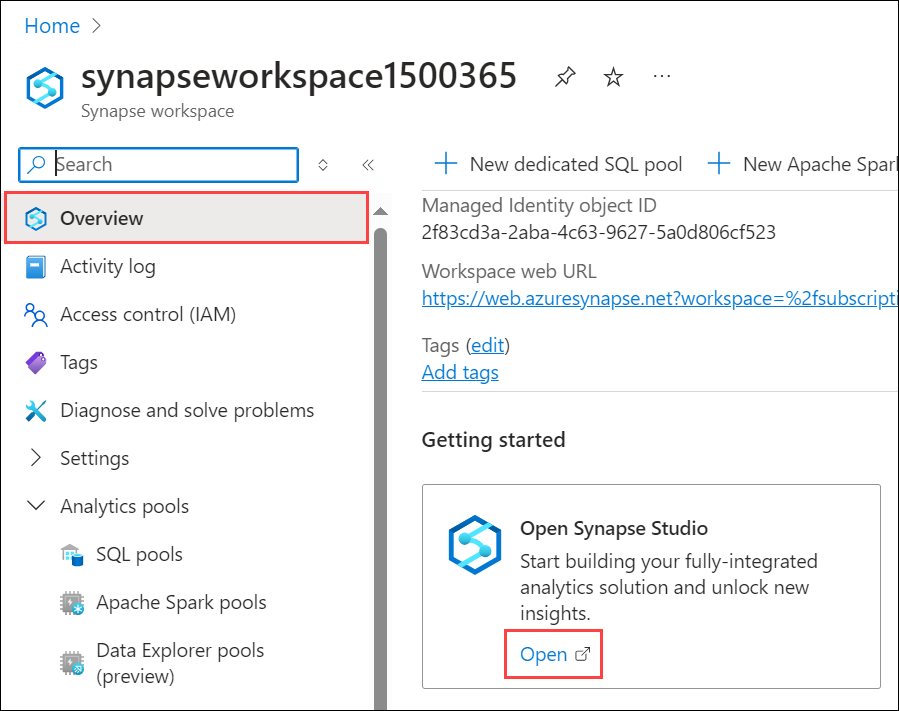 Home
synapseworkspace1500365
Synapse workspace
Search
New dedicated SQL pool
New Apache Spark
Overview
Activity log
Access control (IAM)
Tags
Diagnose and solve problems
Settings
Analytics pools
SQL pools
Apache Spark pools
Data Explorer pools
(preview)
Managed Identity object ID
2f83cd3a-2aba-4c63-9627-5a0d806cf523
Workspace web URL
https://web.azuresynapse.net?workspace=%2fsubscripti
Tags (edit)
Add tags
Getting started
Open Synapse Studio
Start building your fully-integrated
analytics solution and unlock new
insights.
Open